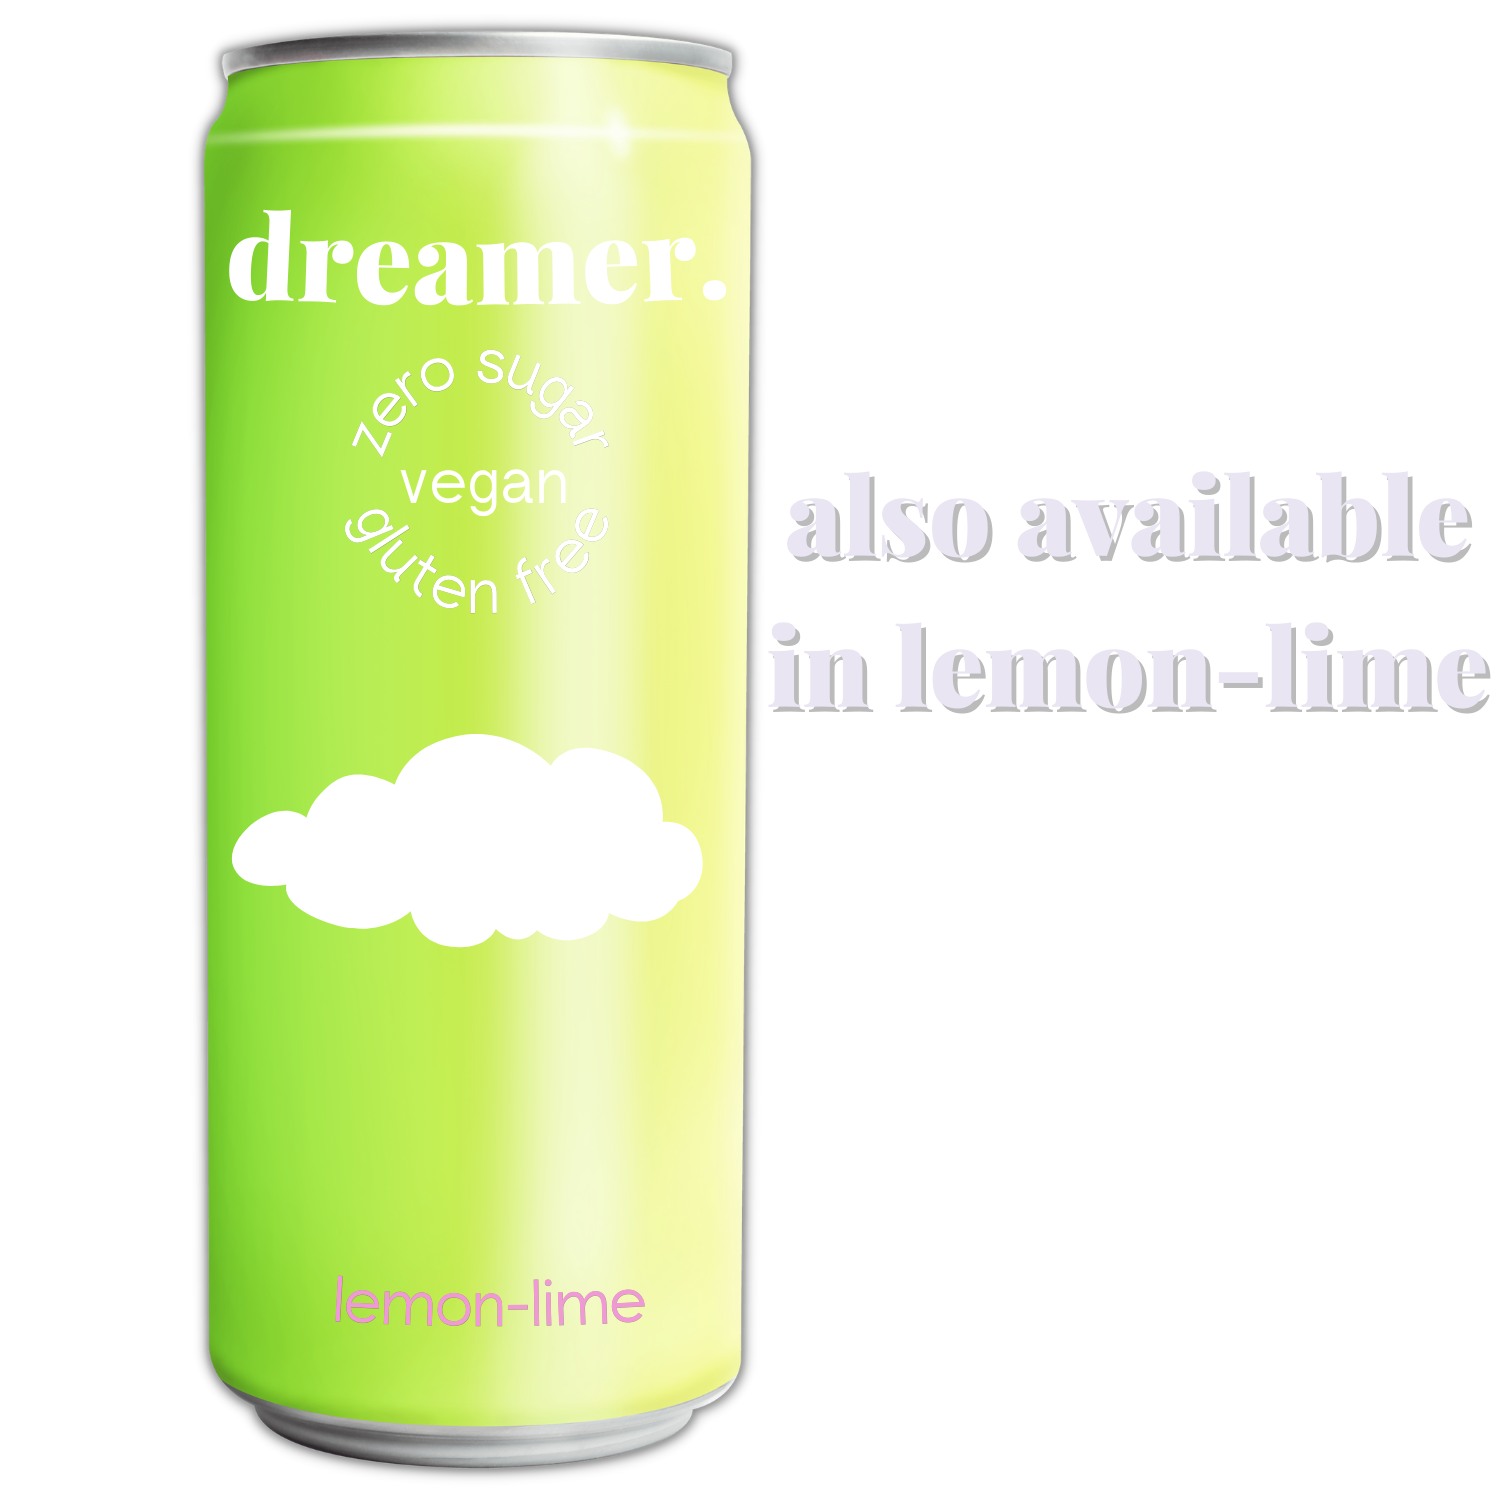 dreamer.
zero sugar
vegan
gluten free
also available
in lemon-lime
lemon-lime